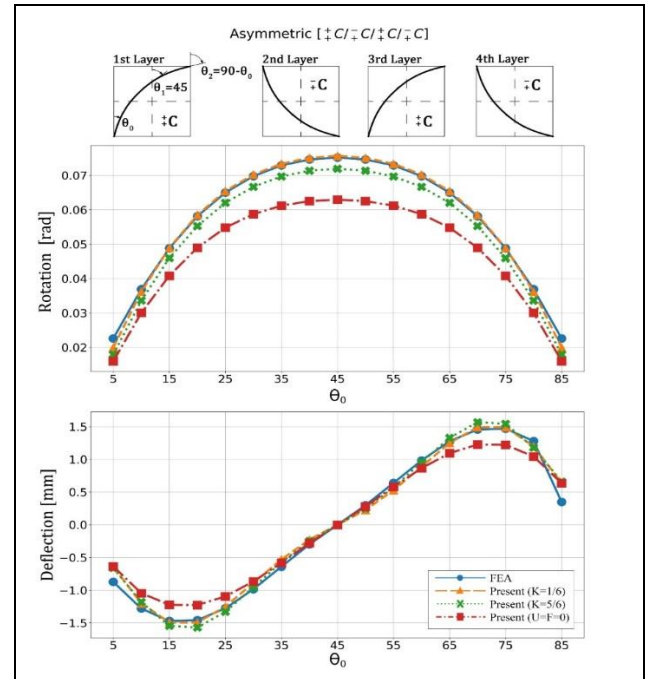 Asymmetric [‡C/∓C/‡C/∓C]
1st Layer 2nd Layer 3rd Layer 4th Layer
θ₂=90-θ₀
θ₁=45
θ₀
‡C ∓C ‡C ∓C
Rotation [rad]
0.07
0.06
0.05
0.04
0.03
0.02
5 15 25 35 45 55 65 75 85
Θ₀
Deflection [mm]
1.5
1.0
0.5
0.0
−0.5
−1.0
−1.5
FEA
Present (K=1/6)
Present (K=5/6)
Present (U=F=0)
5 15 25 35 45 55 65 75 85
Θ₀